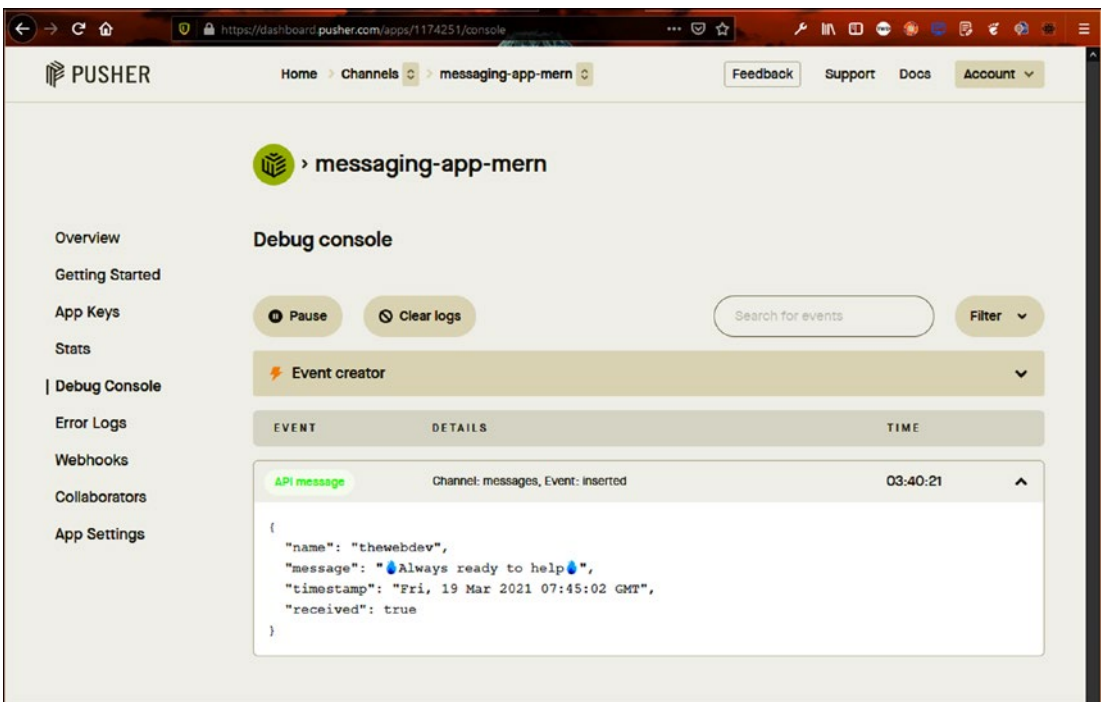 https://dashboard.pusher.com/apps/1174251/console
PUSHER
Home > Channels > messaging-app-mern
Feedback Support Docs Account
› messaging-app-mern
Overview
Getting Started
App Keys
Stats
Debug Console
Error Logs
Webhooks
Collaborators
App Settings
Debug console
Pause Clear logs Search for events Filter
Event creator
EVENT DETAILS TIME
API message Channel: messages, Event: inserted 03:40:21
{
"name": "thewebdev",
"message": "💧Always ready to help💧",
"timestamp": "Fri, 19 Mar 2021 07:45:02 GMT",
"received": true
}